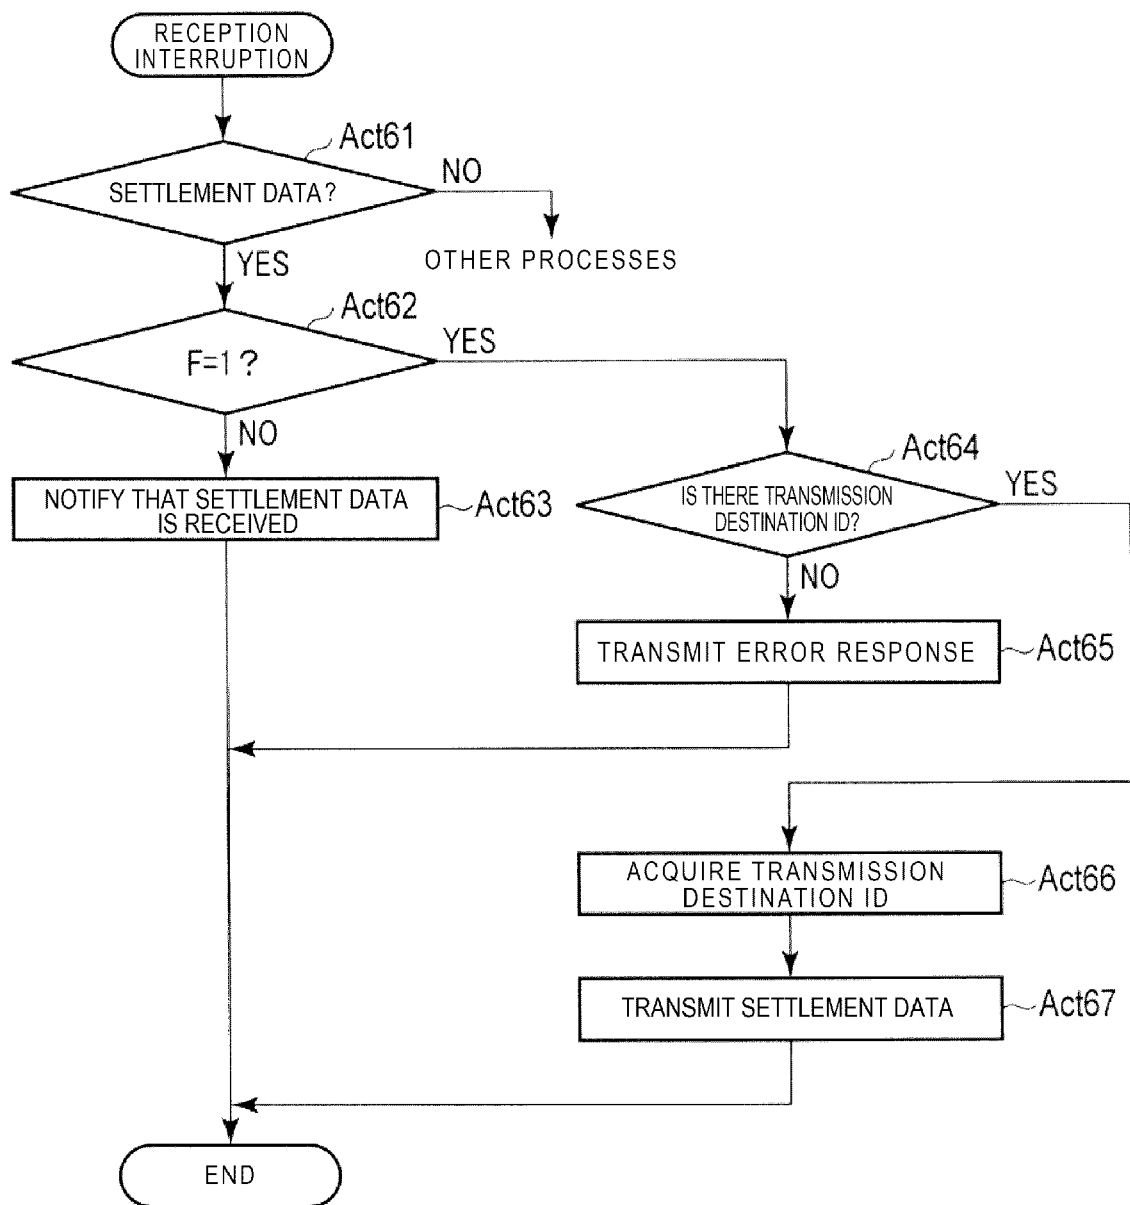 RECEPTION
INTERRUPTION
Act61
SETTLEMENT DATA?
NO
OTHER PROCESSES
YES
Act62
F=1?
YES
NO
Act64
NOTIFY THAT SETTLEMENT DATA
IS RECEIVED
Act63
IS THERE TRANSMISSION
DESTINATION ID?
YES
NO
TRANSMIT ERROR RESPONSE
Act65
ACQUIRE TRANSMISSION
DESTINATION ID
Act66
TRANSMIT SETTLEMENT DATA
Act67
END